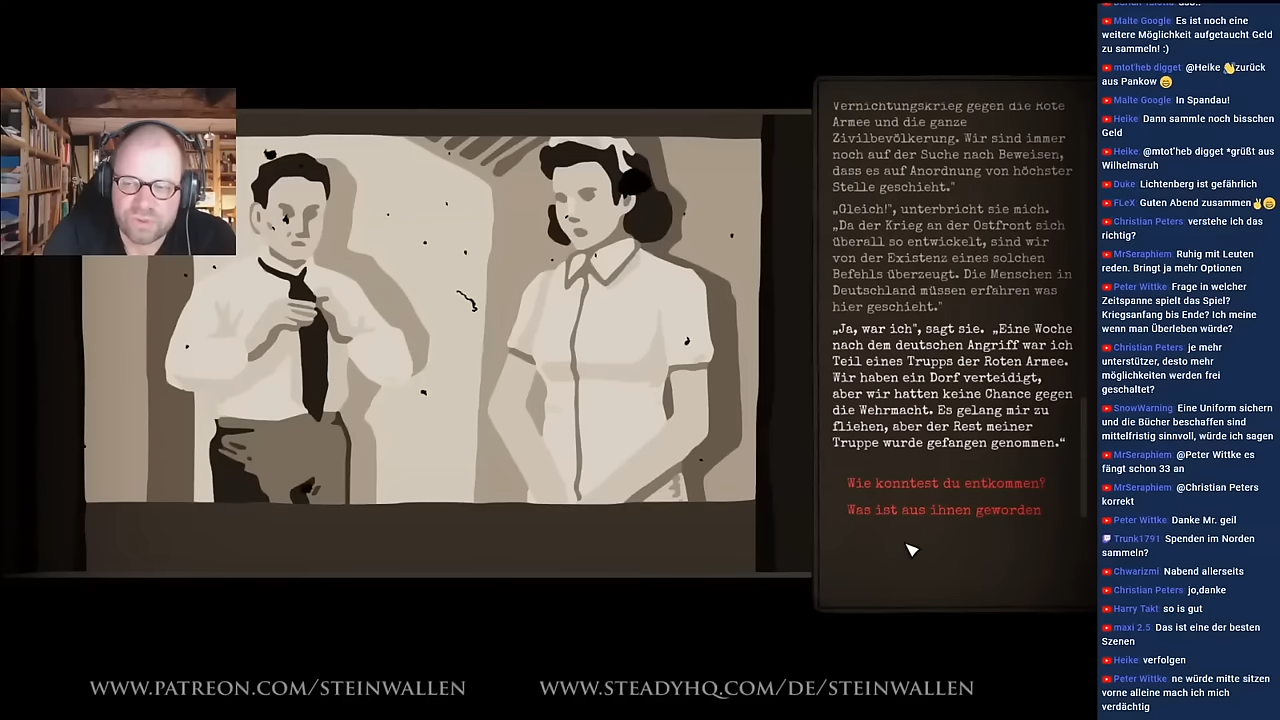 Vernichtungskrieg gegen die Rote
Armee und die ganze
Zivilbevölkerung. Wir sind immer
noch auf der Suche nach Beweisen,
dass es auf Anordnung von höchster
Stelle geschieht."
„Gleich!", unterbricht sie mich.
„Da der Krieg an der Ostfront sich
überall so entwickelt, sind wir
von der Existenz eines solchen
Befehls überzeugt. Die Menschen in
Deutschland müssen erfahren was
hier geschieht."
„Ja, war ich", sagt sie. „Eine Woche
nach dem deutschen Angriff war ich
Teil eines Trupps der Roten Armee.
Wir haben ein Dorf verteidigt,
aber wir hatten keine Chance gegen
die Wehrmacht. Es gelang mir zu
fliehen, aber der Rest meiner
Truppe wurde gefangen genommen.“
Wie konntest du entkommen?
Was ist aus ihnen geworden
WWW.PATREON.COM/STEINWALLEN
WWW.STEADYHQ.COM/DE/STEINWALLEN
Malte Google Es ist noch eine
weitere Möglichkeit aufgetaucht Geld
zu sammeln! :)
mtot'heb digget @Heike 👋zurück
aus Pankow 😁
Malte Google In Spandau!
Heike Dann sammle noch bisschen
Geld
Heike @mtot'heb digget *grüßt aus
Wilhelmsruh
Duke Lichtenberg ist gefährlich
FLeX Guten Abend zusammen✌😁
Christian Peters verstehe ich das
richtig?
MrSeraphiem Ruhig mit Leuten
reden. Bringt ja mehr Optionen
Peter Wittke Frage in welcher
Zeitspanne spielt das Spiel?
Kriegsanfang bis Ende? Ich meine
wenn man Überleben würde?
Christian Peters je mehr
unterstützer, desto mehr
möglichkeiten werden frei
geschaltet?
SnowWarning Eine Uniform sichern
und die Bücher beschaffen sind
mittelfristig sinnvoll, würde ich sagen
MrSeraphiem @Peter Wittke es
fängt schon 33 an
MrSeraphiem @Christian Peters
korrekt
Peter Wittke Danke Mr. geil
Trunk1791 Spenden im Norden
sammeln?
Chwarizmi Nabend allerseits
Christian Peters jo,danke
Harry Takt so is gut
maxi 2.5 Das ist eine der besten
Szenen
Heike verfolgen
Peter Wittke ne würde mitte sitzen
vorne alleine mach ich mich
verdächtig